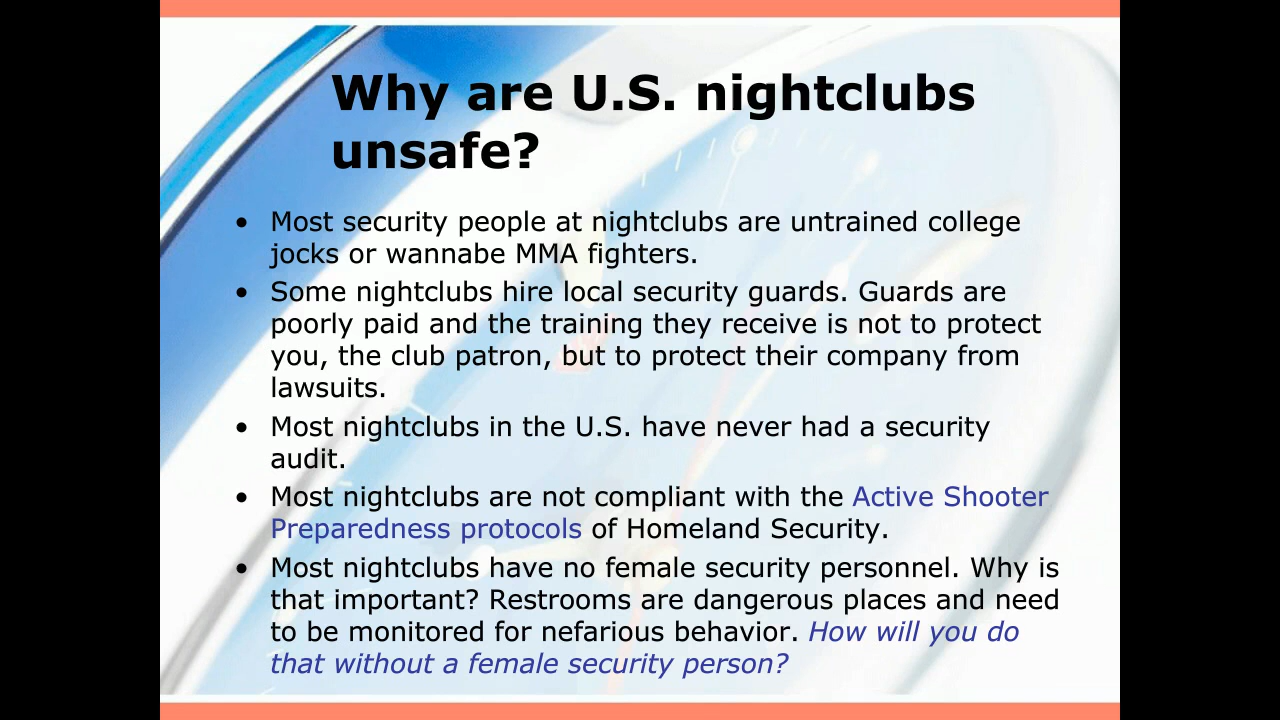 Why are U.S. nightclubs
unsafe?
• Most security people at nightclubs are untrained college
jocks or wannabe MMA fighters.
• Some nightclubs hire local security guards. Guards are
poorly paid and the training they receive is not to protect
you, the club patron, but to protect their company from
lawsuits.
• Most nightclubs in the U.S. have never had a security
audit.
• Most nightclubs are not compliant with the Active Shooter
Preparedness protocols of Homeland Security.
• Most nightclubs have no female security personnel. Why is
that important? Restrooms are dangerous places and need
to be monitored for nefarious behavior. How will you do
that without a female security person?